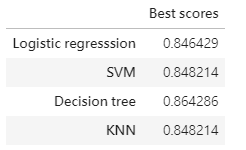 Best scores
Logistic regresssion 0.846429
SVM 0.848214
Decision tree 0.864286
KNN 0.848214